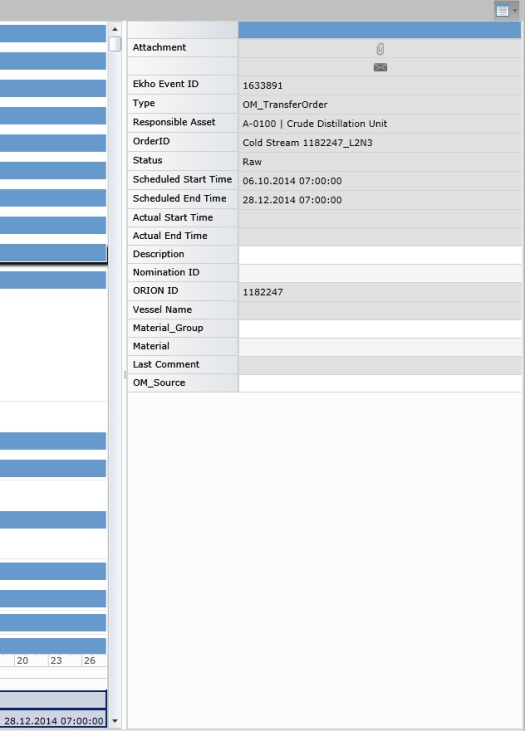 Attachment
Ekho Event ID 1633891
Type OM_TransferOrder
Responsible Asset A-0100 | Crude Distillation Unit
OrderID Cold Stream 1182247_L2N3
Status Raw
Scheduled Start Time 06.10.2014 07:00:00
Scheduled End Time 28.12.2014 07:00:00
Actual Start Time
Actual End Time
Description
Nomination ID
ORION ID 1182247
Vessel Name
Material_Group
Material
Last Comment
OM_Source
20 23 26
28.12.2014 07:00:00